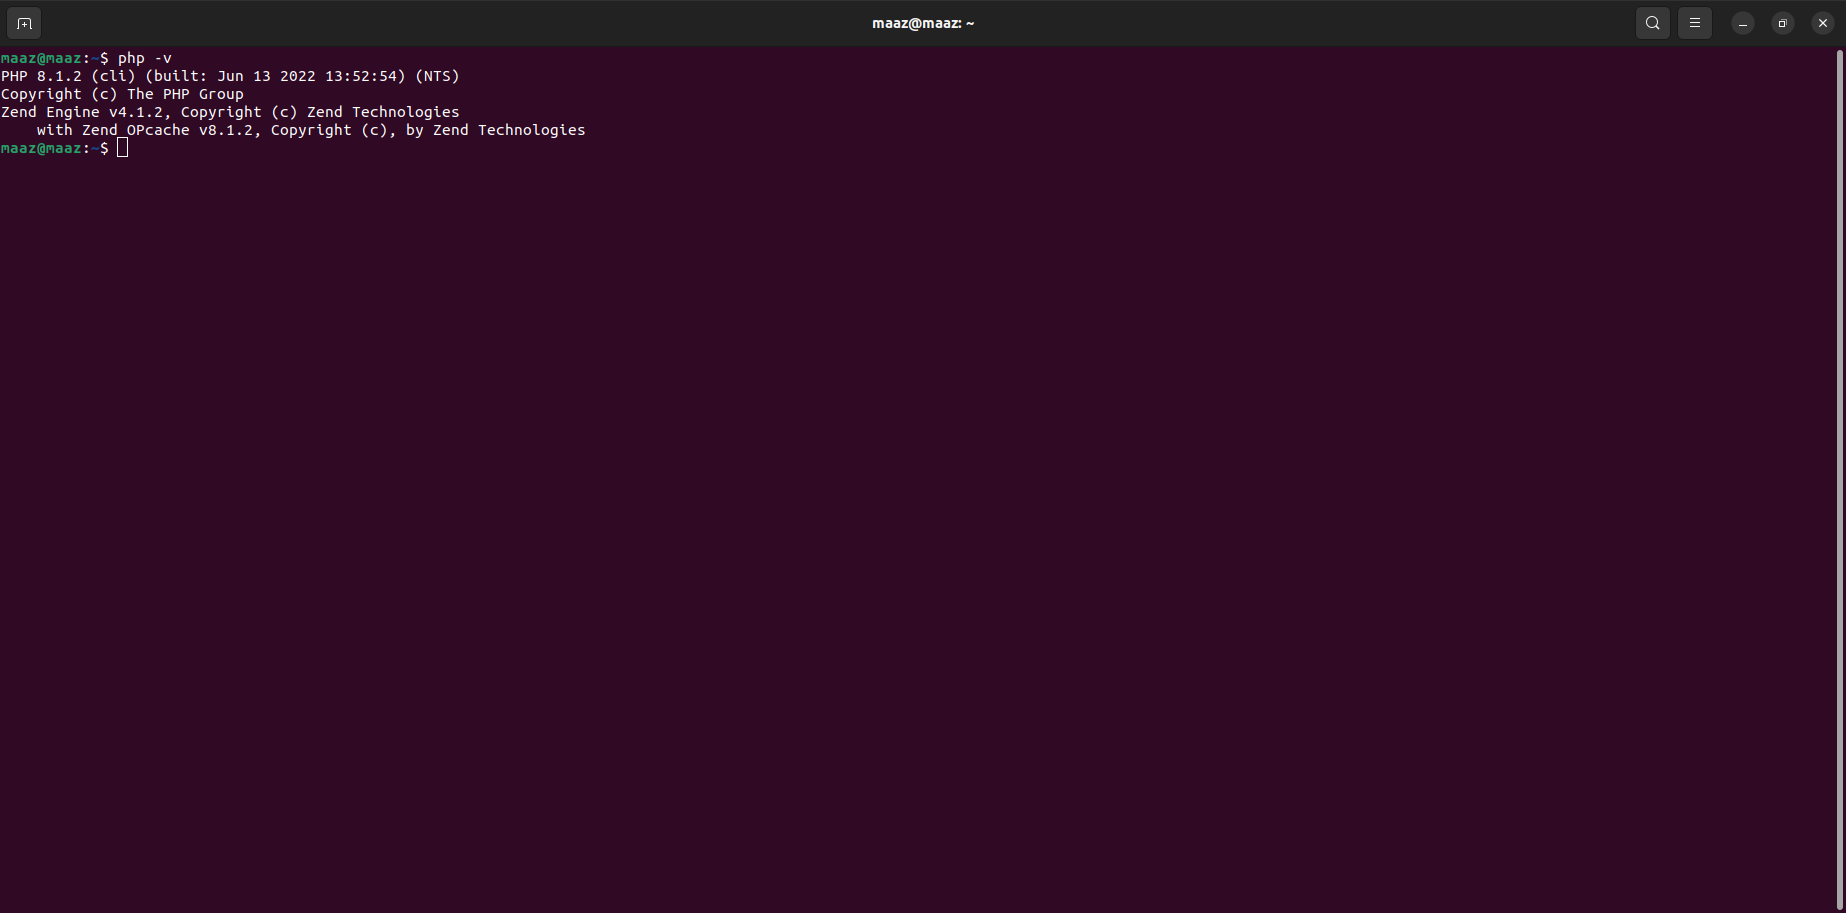 maaz@maaz: ~
maaz@maaz:~$ php -v
PHP 8.1.2 (cli) (built: Jun 13 2022 13:52:54) (NTS)
Copyright (c) The PHP Group
Zend Engine v4.1.2, Copyright (c) Zend Technologies
    with Zend OPcache v8.1.2, Copyright (c), by Zend Technologies
maaz@maaz:~$